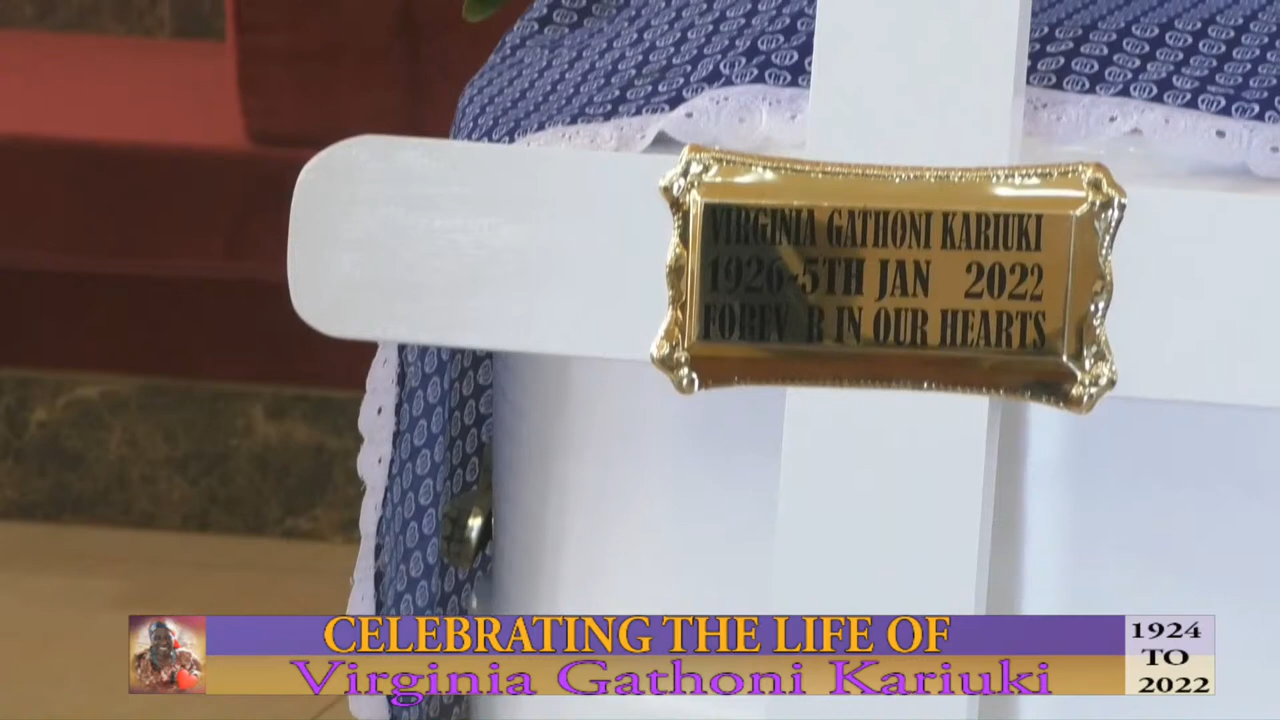 VIRGINIA GATHONI KARIUKI
1926-5TH JAN 2022
FOREV R IN OUR HEARTS
CELEBRATING THE LIFE OF
Virginia Gathoni Kariuki
1924
TO
2022